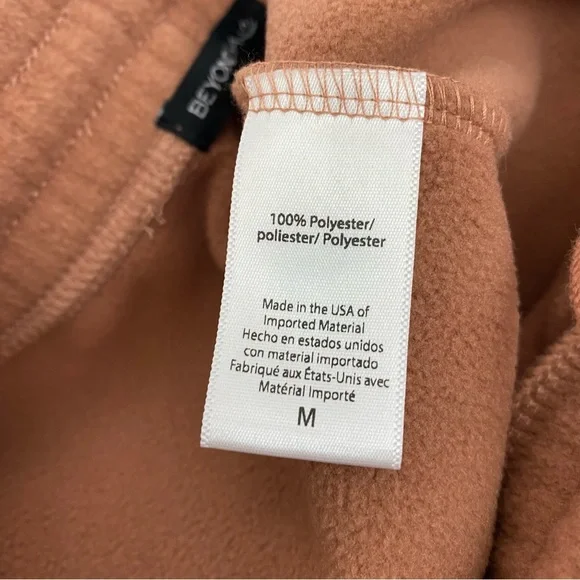 BEYOND
100% Polyester/
poliester/ Polyester
Made in the USA of
Imported Material
Hecho en estados unidos
con material importado
Fabriqué aux États-Unis avec
Matérial Importé
M